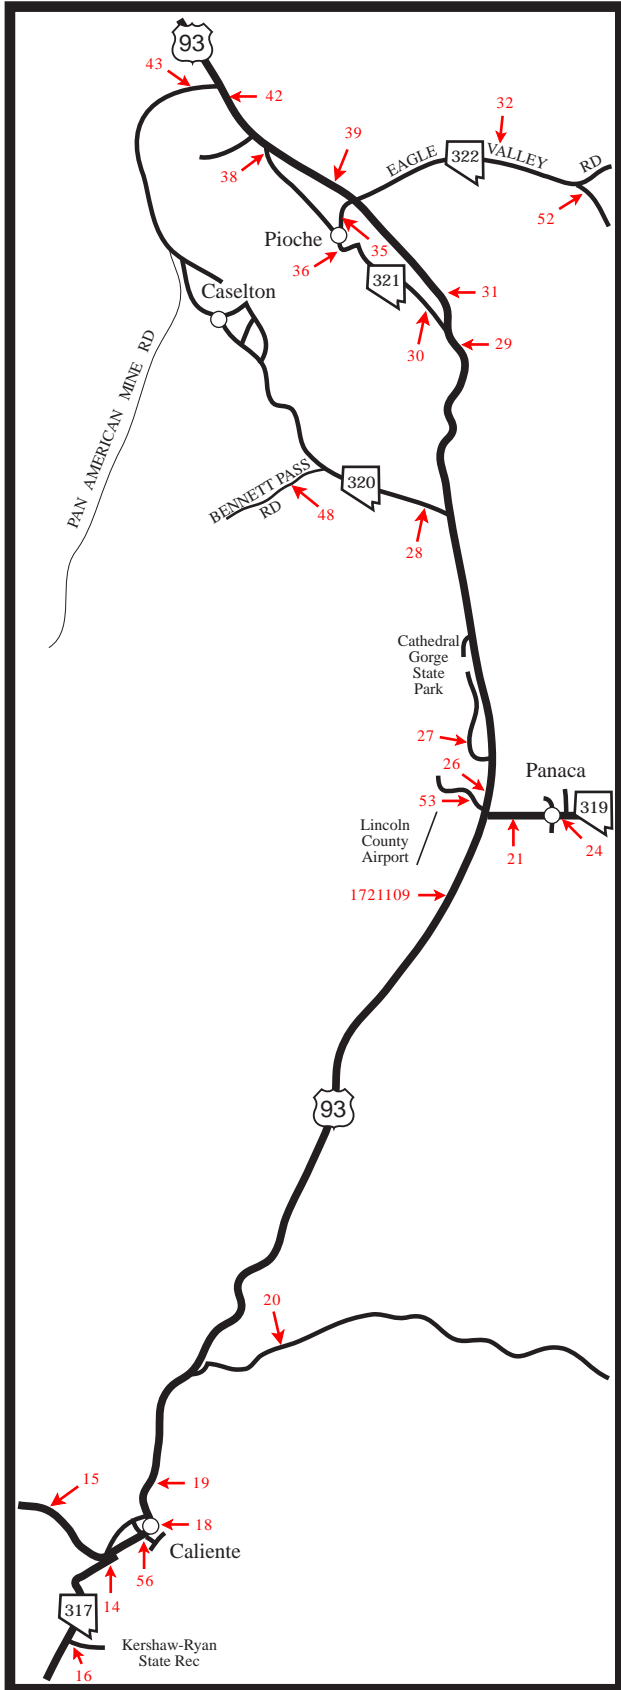 93
43
42
32
39
EAGLE
322
VALLEY
RD
38
52
Pioche
35
36
321
Caselton
31
30
29
PAN AMERICAN MINE RD
BENNETT PASS
RD
320
48
28
Cathedral
Gorge
State
Park
27
26
Panaca
53
319
Lincoln
County
Airport
21
24
1721109
93
20
15
19
18
Caliente
56
14
317
Kershaw-Ryan
State Rec
16